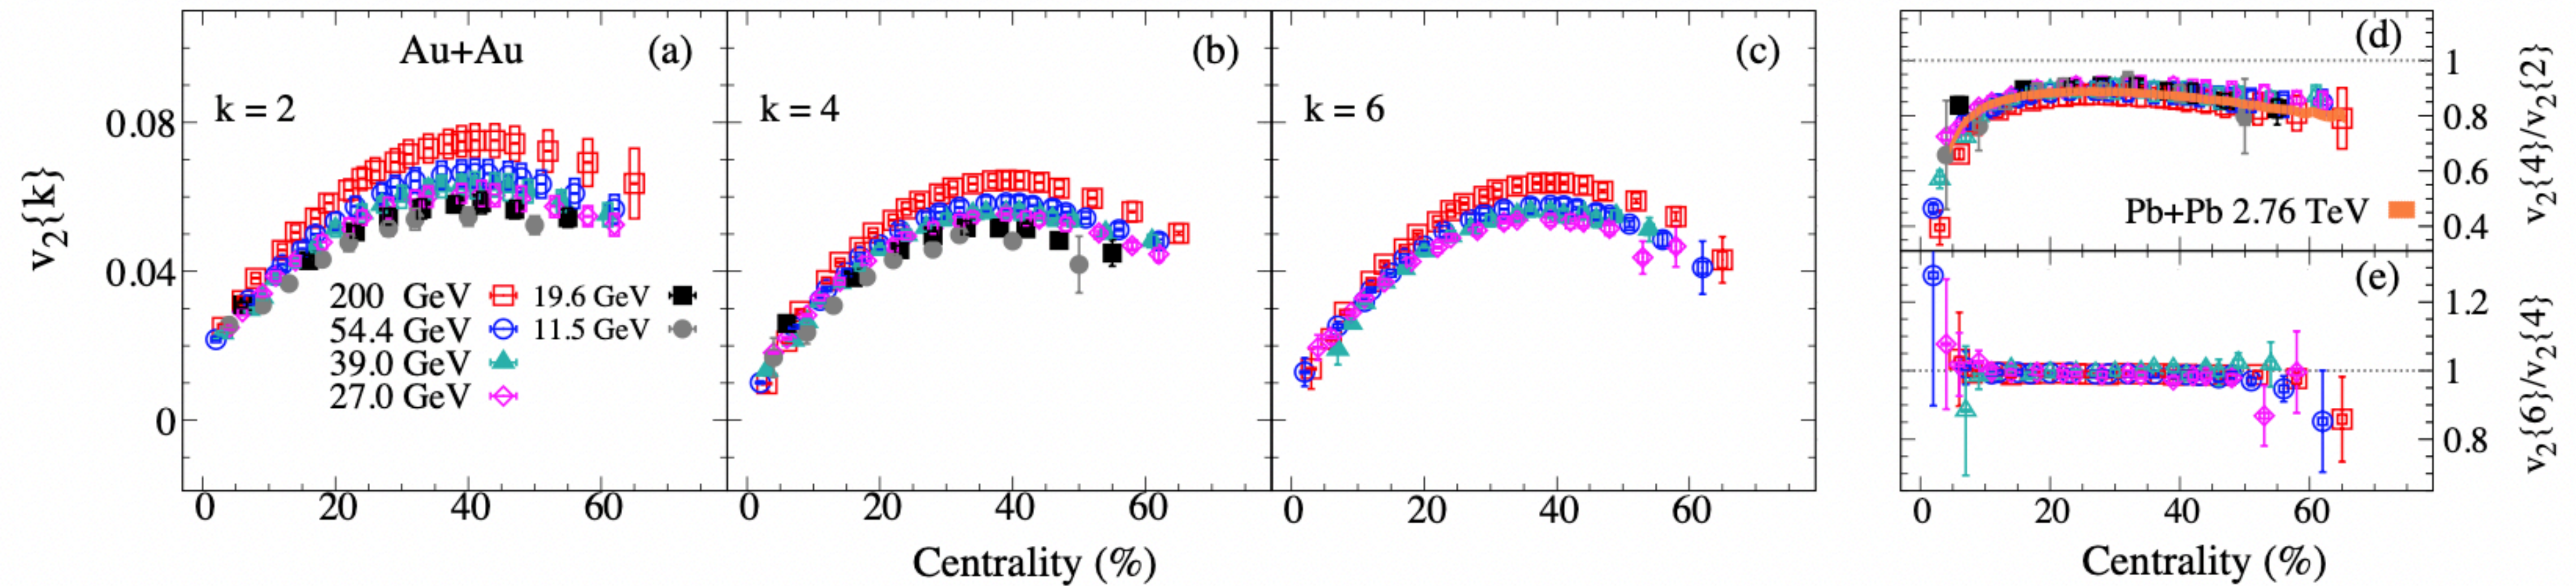 Au+Au
(a)
k = 2
v₂{k}
0.08
0.04
0
200 GeV
54.4 GeV
39.0 GeV
27.0 GeV
19.6 GeV
11.5 GeV
0 20 40 60
(b)
k = 4
0 20 40 60
Centrality (%)
(c)
k = 6
0 20 40 60
(d)
Pb+Pb 2.76 TeV
1
0.8
0.6
0.4
v₂{4}/v₂{2}
(e)
1.2
1
0.8
v₂{6}/v₂{4}
0 20 40 60
Centrality (%)